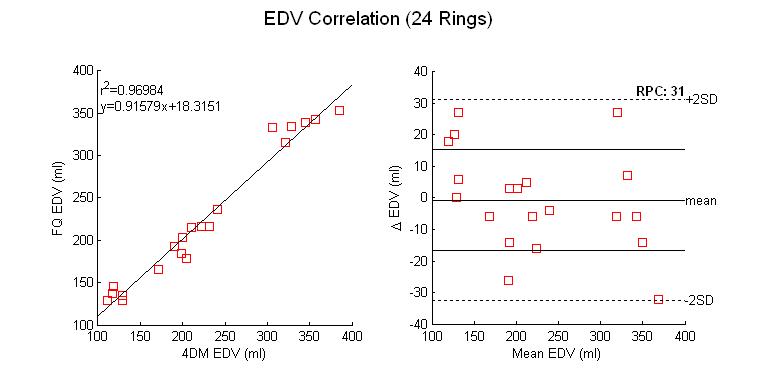 EDV Correlation (24 Rings)
400
350
300
250
200
150
100
FQ EDV (ml)
r²=0.96984
y=0.91579x+18.3151
100 150 200 250 300 350 400
4DM EDV (ml)
40
30
20
10
0
-10
-20
-30
-40
Δ EDV (ml)
RPC: 31
+2SD
mean
-2SD
100 150 200 250 300 350 400
Mean EDV (ml)